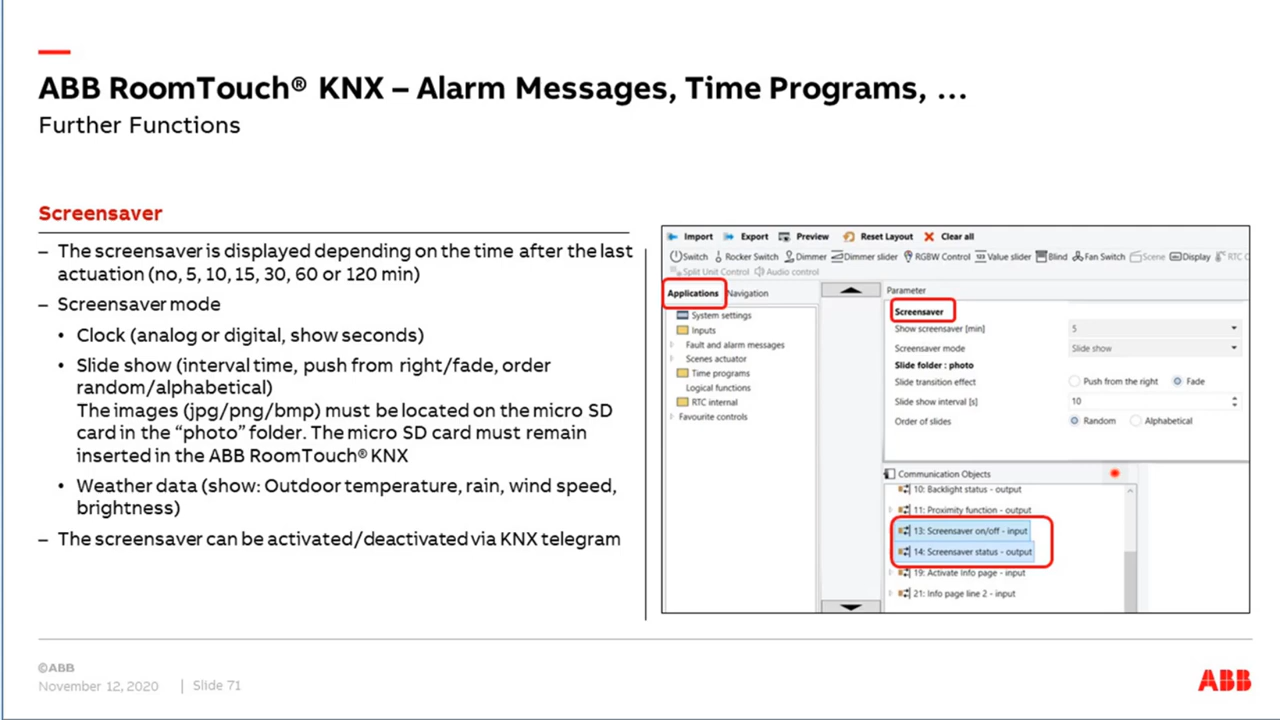 ABB RoomTouch® KNX – Alarm Messages, Time Programs, …
Further Functions
Screensaver
– The screensaver is displayed depending on the time after the last
actuation (no, 5, 10, 15, 30, 60 or 120 min)
– Screensaver mode
• Clock (analog or digital, show seconds)
• Slide show (interval time, push from right/fade, order
random/alphabetical)
The images (jpg/png/bmp) must be located on the micro SD
card in the “photo” folder. The micro SD card must remain
inserted in the ABB RoomTouch® KNX
• Weather data (show: Outdoor temperature, rain, wind speed,
brightness)
– The screensaver can be activated/deactivated via KNX telegram
Import Export Preview Reset Layout Clear all
Switch Rocker Switch Dimmer Dimmer slider RGBW Control Value slider Blind Fan Switch Scene Display RTC
Split Unit Control Audio control
Applications Navigation
System settings
Inputs
Fault and alarm messages
Scenes actuator
Time programs
Logical functions
RTC internal
Favourite controls
Parameter
Screensaver
Show screensaver [min] 5
Screensaver mode Slide show
Slide folder : photo
Slide transition effect Push from the right Fade
Slide show interval [s] 10
Order of slides Random Alphabetical
Communication Objects
10: Backlight status - output
11: Proximity function - output
13: Screensaver on/off - input
14: Screensaver status - output
19: Activate Info page - input
21: Info page line 2 - input
©ABB
November 12, 2020 | Slide 71
ABB